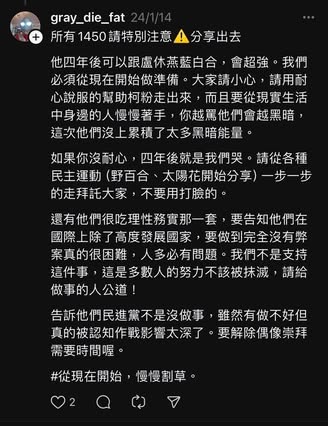 gray_die_fat 24/1/14
所有1450請特別注意⚠️分享出去
他四年後可以跟盧休燕藍白合，會超強。我們
必須從現在開始做準備。大家請小心，請用耐
心說服的幫助柯粉走出來，而且要從現實生活
中身邊的人慢慢著手，你越罵他們會越黑暗，
這次他們沒上累積了太多黑暗能量。
如果你沒耐心，四年後就是我們哭。請從各種
民主運動 (野百合、太陽花開始分享) 一步一步
的走拜託大家，不要用打臉的。
還有他們很吃理性務實那一套，要告知他們在
國際上除了高度發展國家，要做到完全沒有弊
案真的很困難，人多必有問題。我們不是支持
這件事，這是多數人的努力不該被抹滅，請給
做事的人公道！
告訴他們民進黨不是沒做事，雖然有做不好但
真的被認知作戰影響太深了。要解除偶像崇拜
需要時間喔。
#從現在開始，慢慢割草。
2